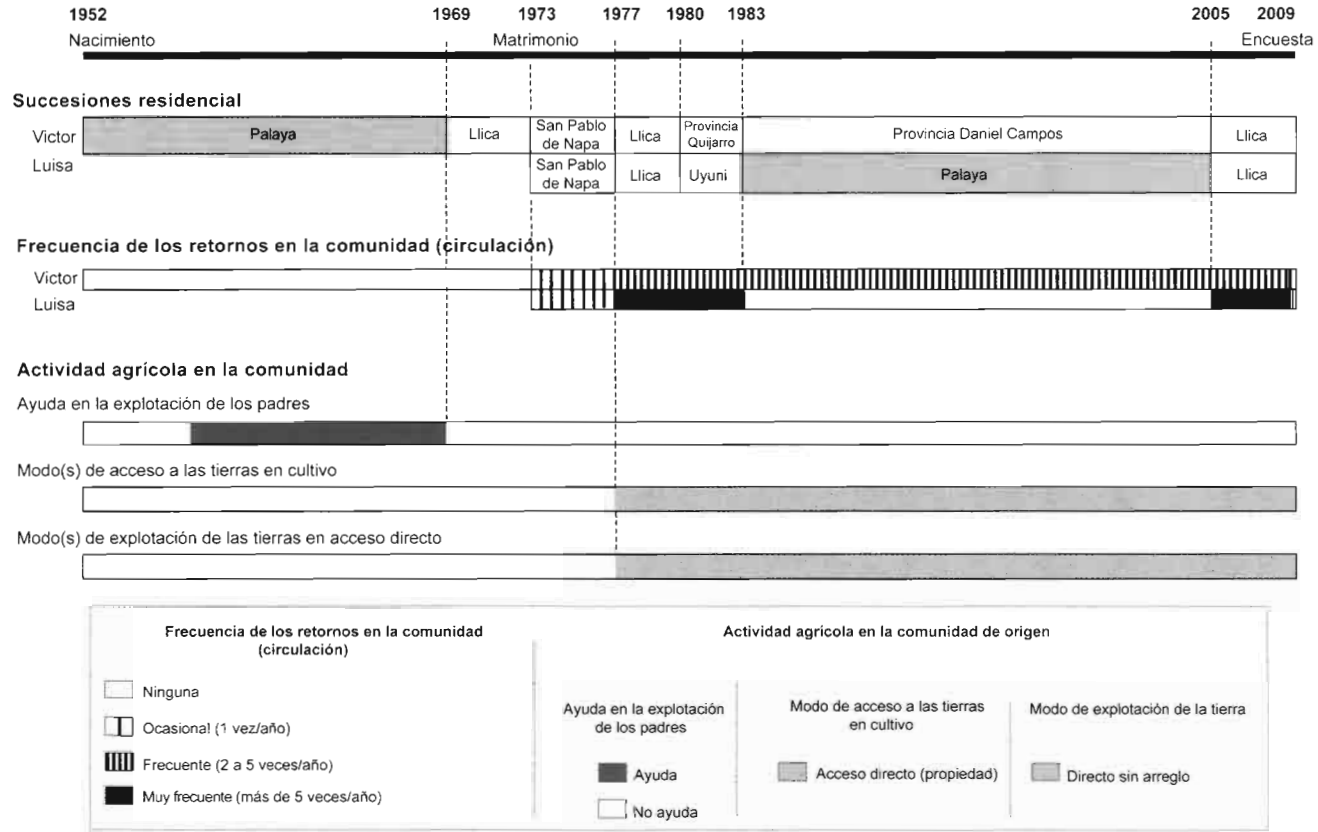 1952 1969 1973 1977 1980 1983 2005 2009
Nacimiento Matrimonio Encuesta
Succesiones residencial
Victor Palaya Llica San Pablo de Napa Llica Provincia Quijarro Provincia Daniel Campos Llica
Luisa San Pablo de Napa Llica Uyuni Palaya Llica
Frecuencia de los retornos en la comunidad (circulación)
Victor
Luisa
Actividad agrícola en la comunidad
Ayuda en la explotación de los padres
Modo(s) de acceso a las tierras en cultivo
Modo(s) de explotación de las tierras en acceso directo
Frecuencia de los retornos en la comunidad
(circulación)
Ninguna
Ocasional (1 vez/año)
Frecuente (2 a 5 veces/año)
Muy frecuente (más de 5 veces/año)
Actividad agrícola en la comunidad de origen
Ayuda en la explotación
de los padres
Ayuda
No ayuda
Modo de acceso a las tierras
en cultivo
Acceso directo (propiedad)
Modo de explotación de la tierra
Directo sin arreglo